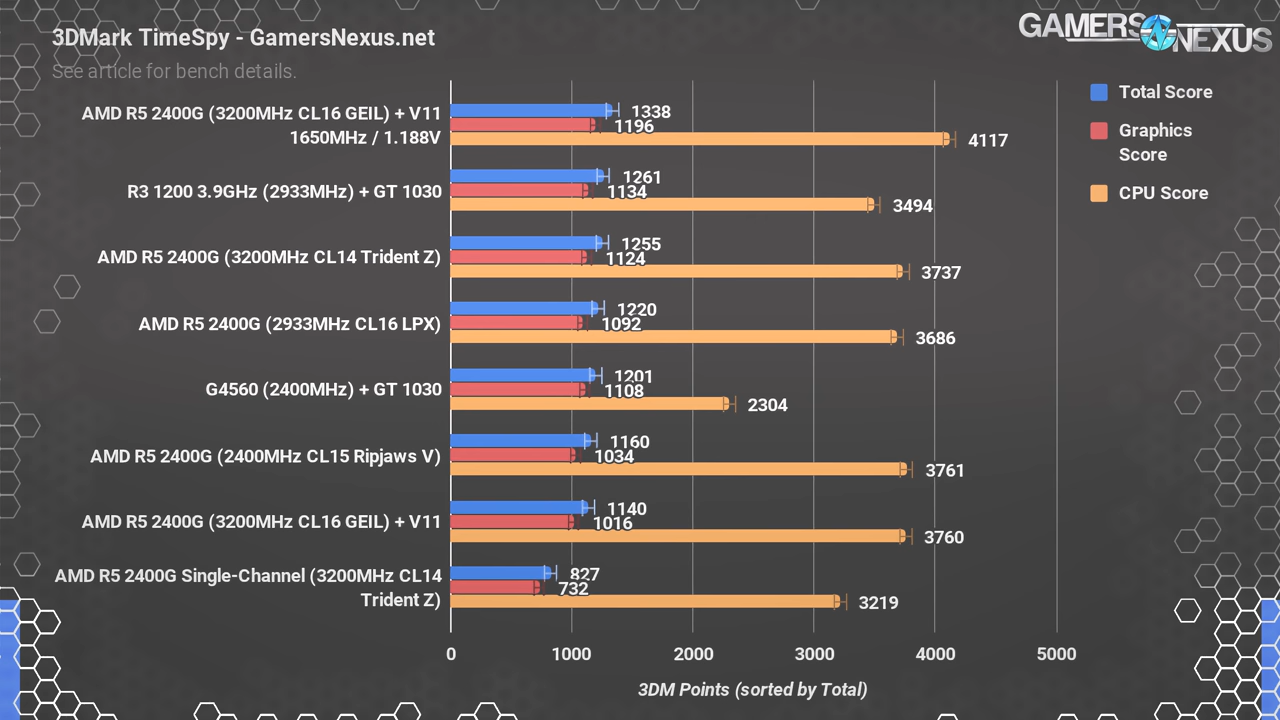 3DMark TimeSpy - GamersNexus.net
See article for bench details.
GAMERS NEXUS
Total Score
Graphics
Score
CPU Score
AMD R5 2400G (3200MHz CL16 GEIL) + V11
1650MHz / 1.188V
1338
1196
4117
R3 1200 3.9GHz (2933MHz) + GT 1030
1261
1134
3494
AMD R5 2400G (3200MHz CL14 Trident Z)
1255
1124
3737
AMD R5 2400G (2933MHz CL16 LPX)
1220
1092
3686
G4560 (2400MHz) + GT 1030
1201
1108
2304
AMD R5 2400G (2400MHz CL15 Ripjaws V)
1160
1034
3761
AMD R5 2400G (3200MHz CL16 GEIL) + V11
1140
1016
3760
AMD R5 2400G Single-Channel (3200MHz CL14
Trident Z)
827
732
3219
0 1000 2000 3000 4000 5000
3DM Points (sorted by Total)